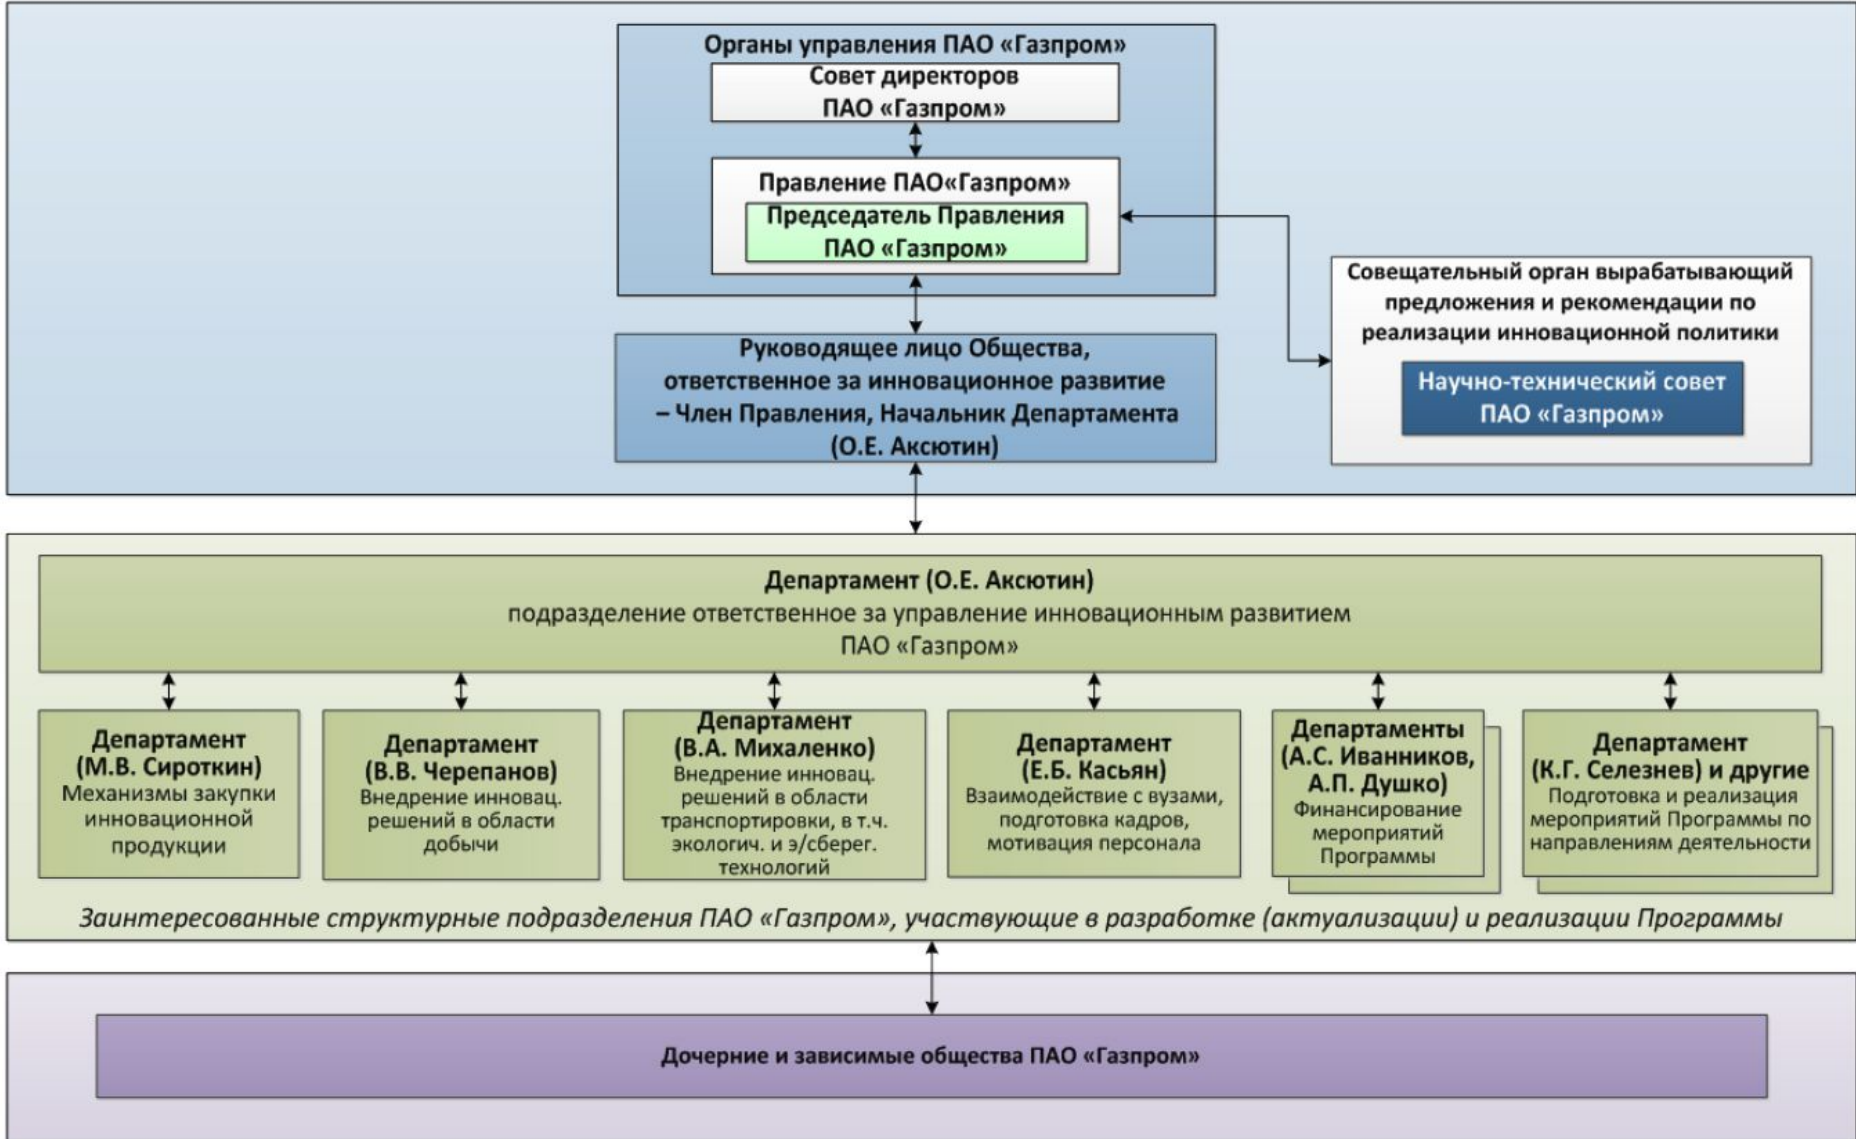 Органы управления ПАО «Газпром»
Совет директоров
ПАО «Газпром»
Правление ПАО«Газпром»
Председатель Правления
ПАО «Газпром»
Совещательный орган вырабатывающий
предложения и рекомендации по
реализации инновационной политики
Научно-технический совет
ПАО «Газпром»
Руководящее лицо Общества,
ответственное за инновационное развитие
– Член Правления, Начальник Департамента
(О.Е. Аксютин)
Департамент (О.Е. Аксютин)
подразделение ответственное за управление инновационным развитием
ПАО «Газпром»
Департамент
(М.В. Сироткин)
Механизмы закупки
инновационной
продукции
Департамент
(В.В. Черепанов)
Внедрение инновац.
решений в области
добычи
Департамент
(В.А. Михаленко)
Внедрение инновац.
решений в области
транспортировки, в т.ч.
экологич. и э/сберег.
технологий
Департамент
(Е.Б. Касьян)
Взаимодействие с вузами,
подготовка кадров,
мотивация персонала
Департаменты
(А.С. Иванников,
А.П. Душко)
Финансирование
мероприятий
Программы
Департамент
(К.Г. Селезнев) и другие
Подготовка и реализация
мероприятий Программы по
направлениям деятельности
Заинтересованные структурные подразделения ПАО «Газпром», участвующие в разработке (актуализации) и реализации Программы
Дочерние и зависимые общества ПАО «Газпром»